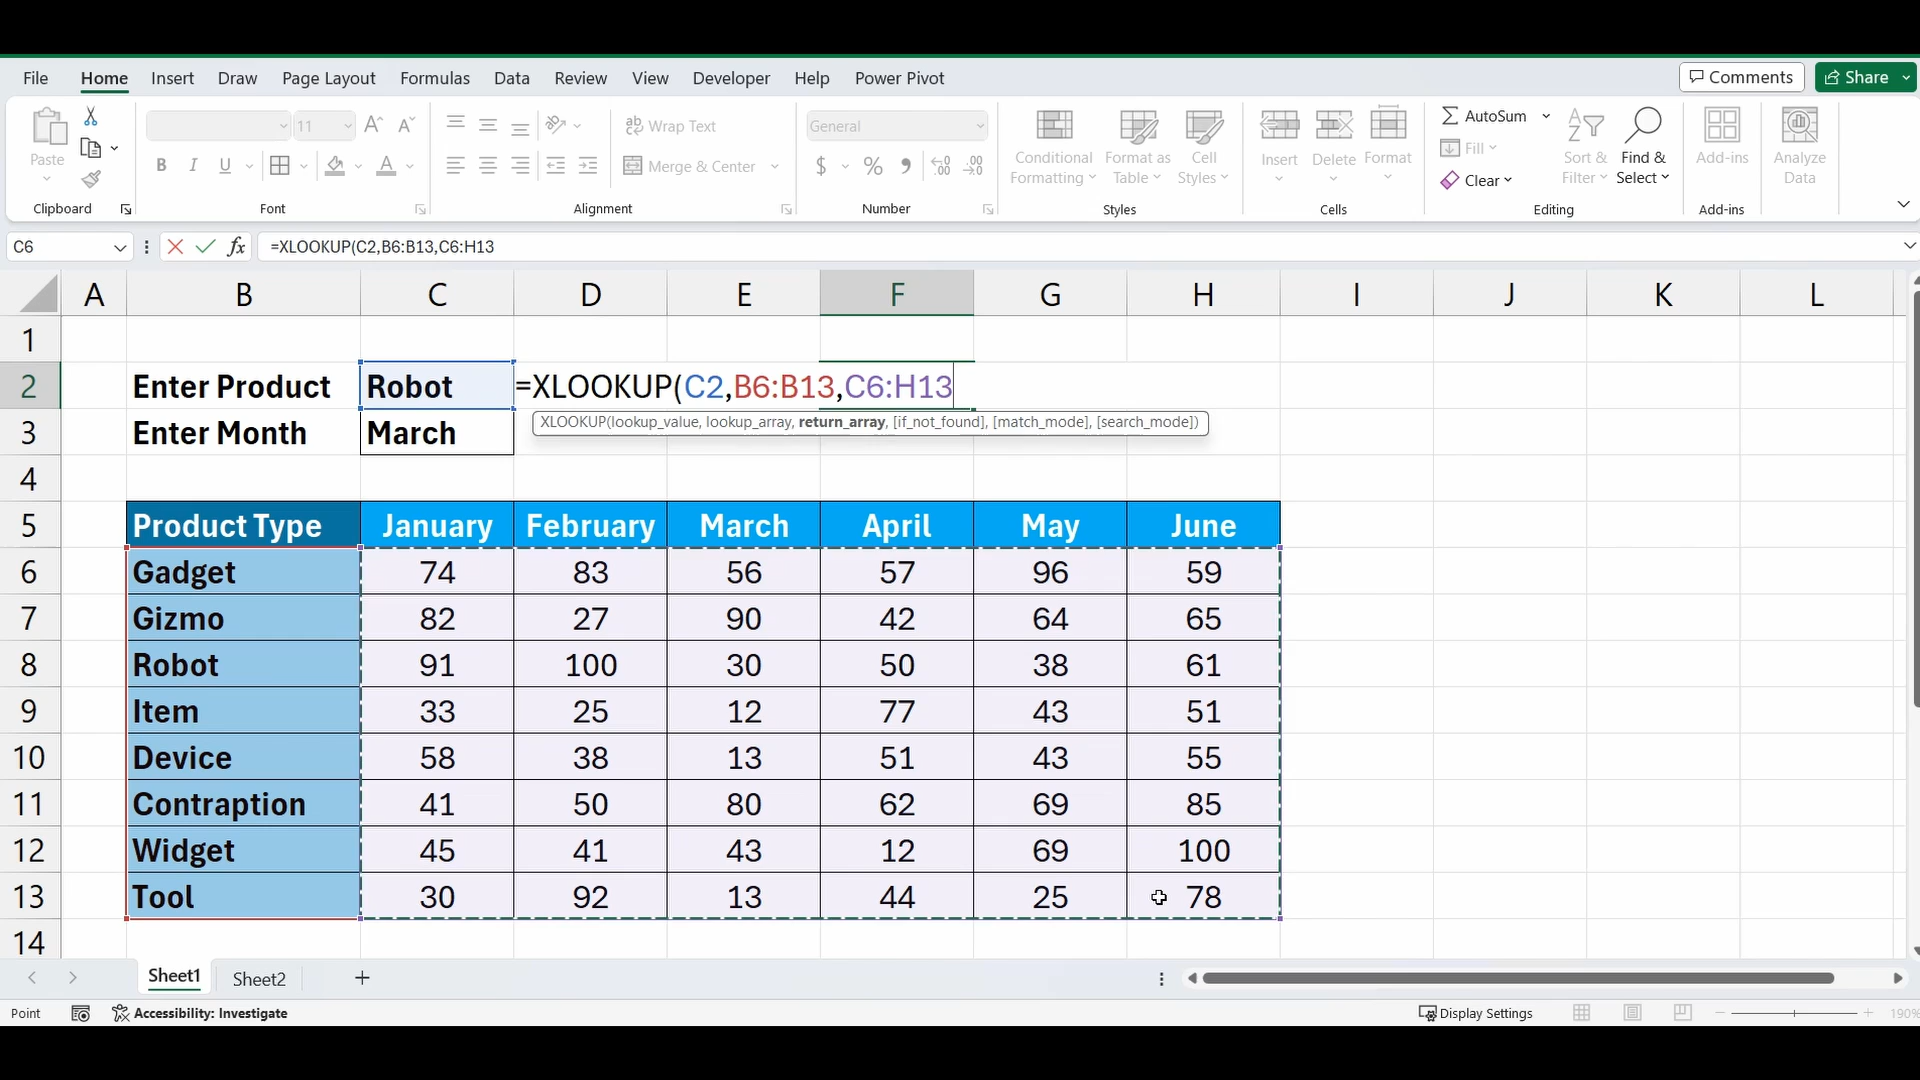 File Home Insert Draw Page Layout Formulas Data Review View Developer Help Power Pivot Comments Share
Paste
11
Wrap Text
General
AutoSum
Fill
Clear
B I U
Merge & Center
$ %
Conditional Formatting
Format as Table
Cell Styles
Insert Delete Format
Sort & Filter
Find & Select
Add-ins
Analyze Data
Clipboard Font Alignment Number Styles Cells Editing Add-ins
C6 fx =XLOOKUP(C2,B6:B13,C6:H13
A B C D E F G H I J K L
1
2 Enter Product Robot =XLOOKUP(C2,B6:B13,C6:H13
XLOOKUP(lookup_value, lookup_array, return_array, [if_not_found], [match_mode], [search_mode])
3 Enter Month March
4
5 Product Type January February March April May June
6 Gadget 74 83 56 57 96 59
7 Gizmo 82 27 90 42 64 65
8 Robot 91 100 30 50 38 61
9 Item 33 25 12 77 43 51
10 Device 58 38 13 51 43 55
11 Contraption 41 50 80 62 69 85
12 Widget 45 41 43 12 69 100
13 Tool 30 92 13 44 25 78
14
Sheet1 Sheet2
Point Accessibility: Investigate Display Settings 190%